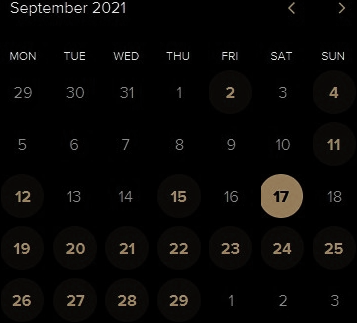 September 2021
MON TUE WED THU FRI SAT SUN
29 30 31 1 2 3 4
5 6 7 8 9 10 11
12 13 14 15 16 17 18
19 20 21 22 23 24 25
26 27 28 29 1 2 3